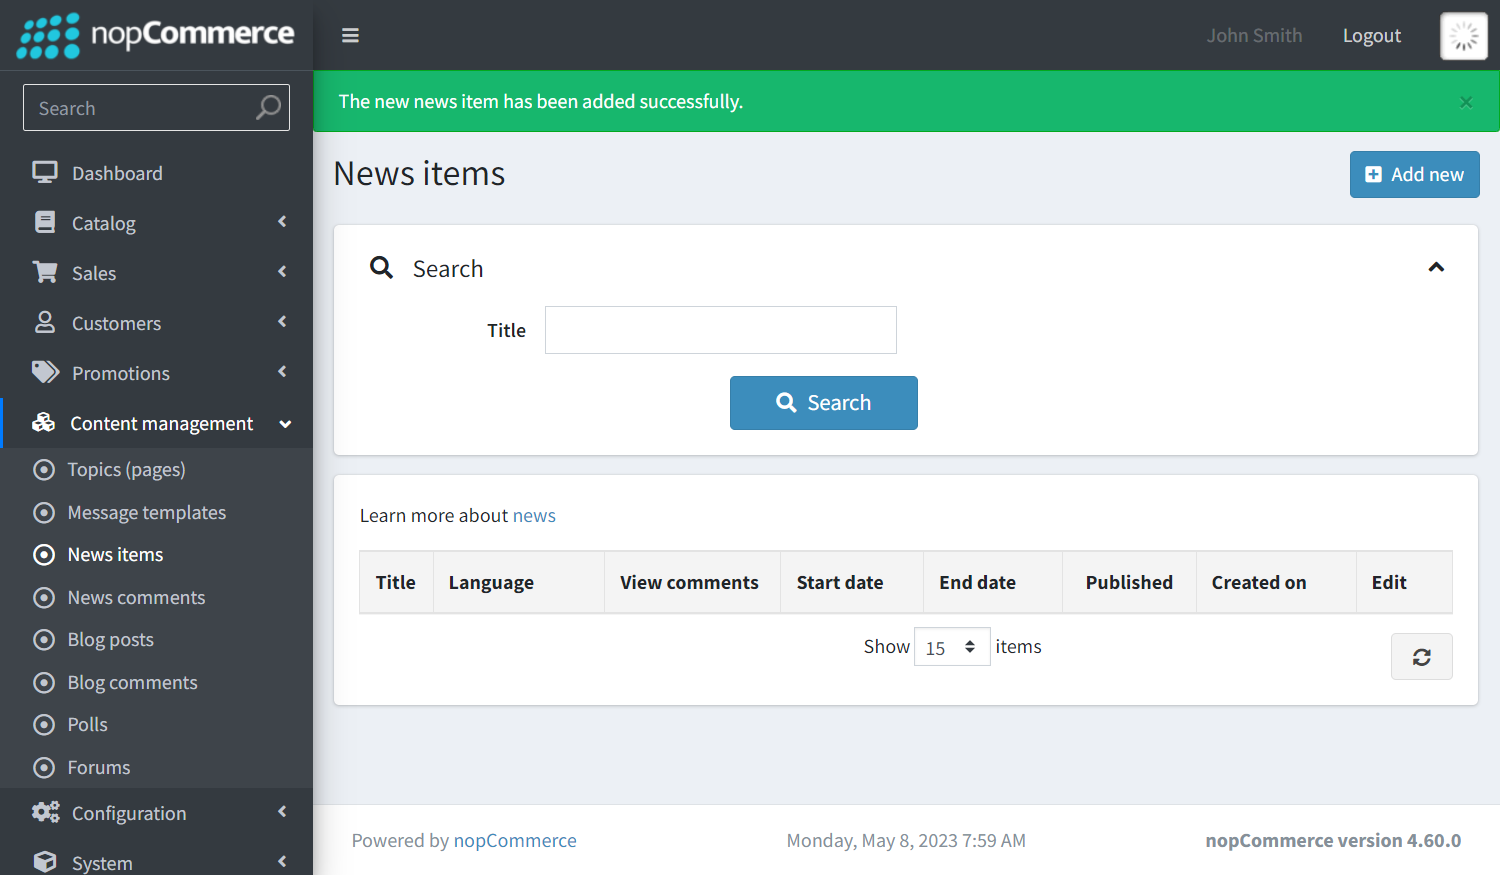 nopCommerce
John Smith
Logout
The new news item has been added successfully.
×
Search
Dashboard
Catalog
Sales
Customers
Promotions
Content management
Topics (pages)
Message templates
News items
News comments
Blog posts
Blog comments
Polls
Forums
Configuration
System
News items
Add new
Search
Title
Search
Learn more about news
Title Language View comments Start date End date Published Created on Edit
Show 15 items
Powered by nopCommerce
Monday, May 8, 2023 7:59 AM
nopCommerce version 4.60.0